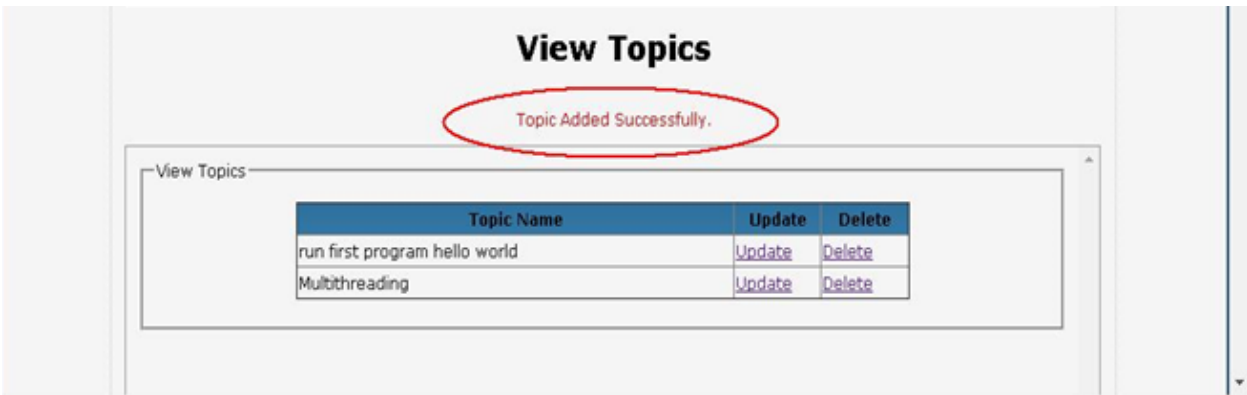 View Topics
Topic Added Successfully.
View Topics
Topic Name Update Delete
run first program hello world Update Delete
Multithreading Update Delete